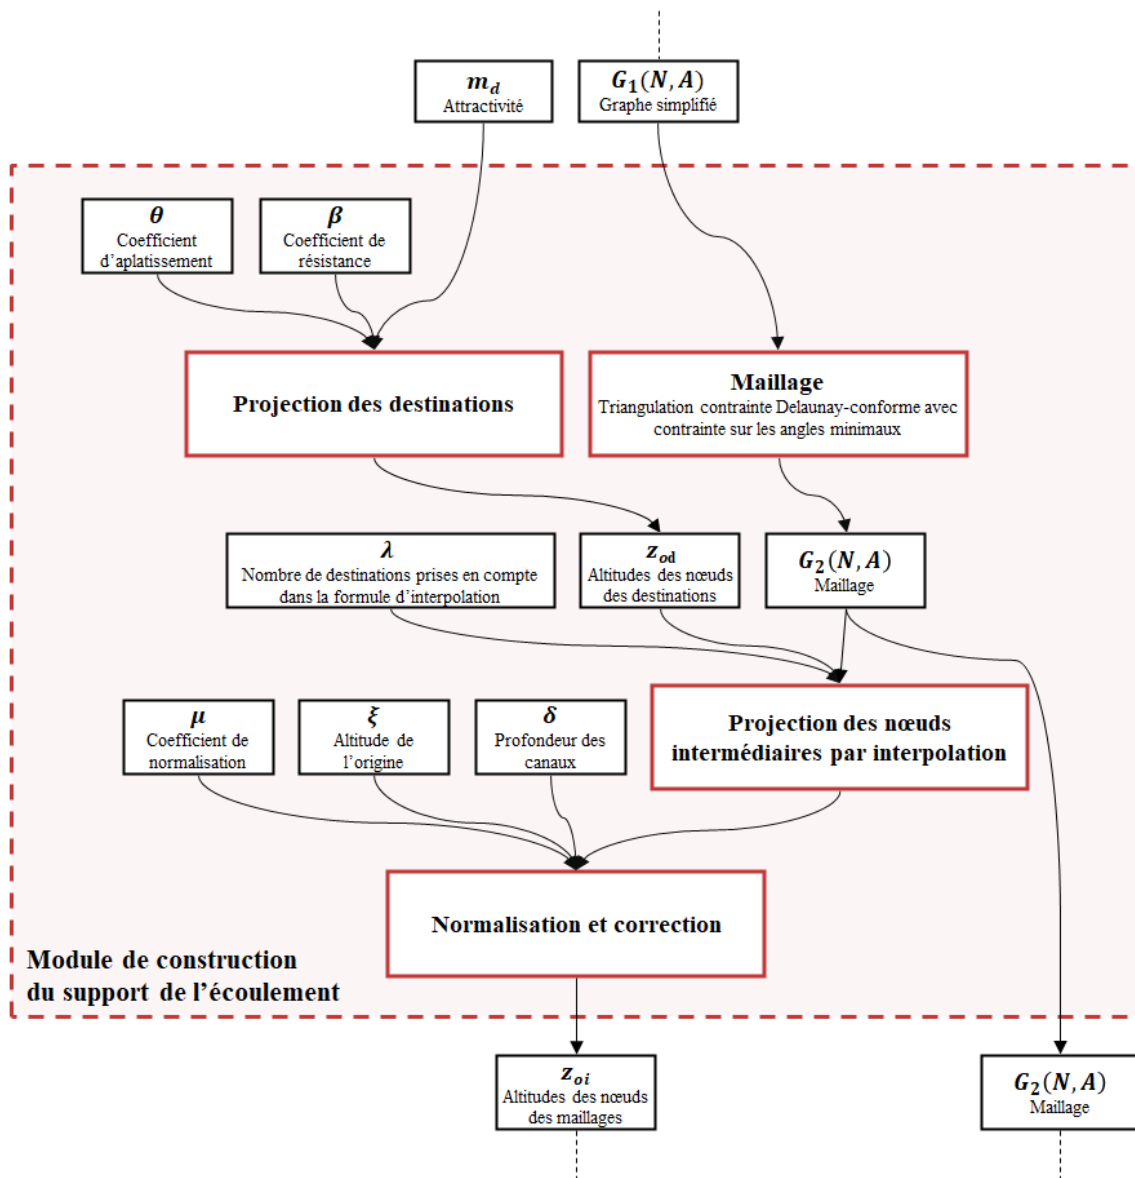 m_d
Attractivité
G_1(N, A)
Graphe simplifié
θ
Coefficient
d'aplatissement
β
Coefficient de
résistance
Projection des destinations
Maillage
Triangulation contrainte Delaunay-conforme avec
contrainte sur les angles minimaux
λ
Nombre de destinations prises en compte
dans la formule d'interpolation
z_od
Altitudes des nœuds
des destinations
G_2(N, A)
Maillage
μ
Coefficient de
normalisation
ξ
Altitude de
l'origine
δ
Profondeur des
canaux
Projection des nœuds
intermédiaires par interpolation
Normalisation et correction
Module de construction
du support de l'écoulement
z_oi
Altitudes des nœuds
des maillages
G_2(N, A)
Maillage